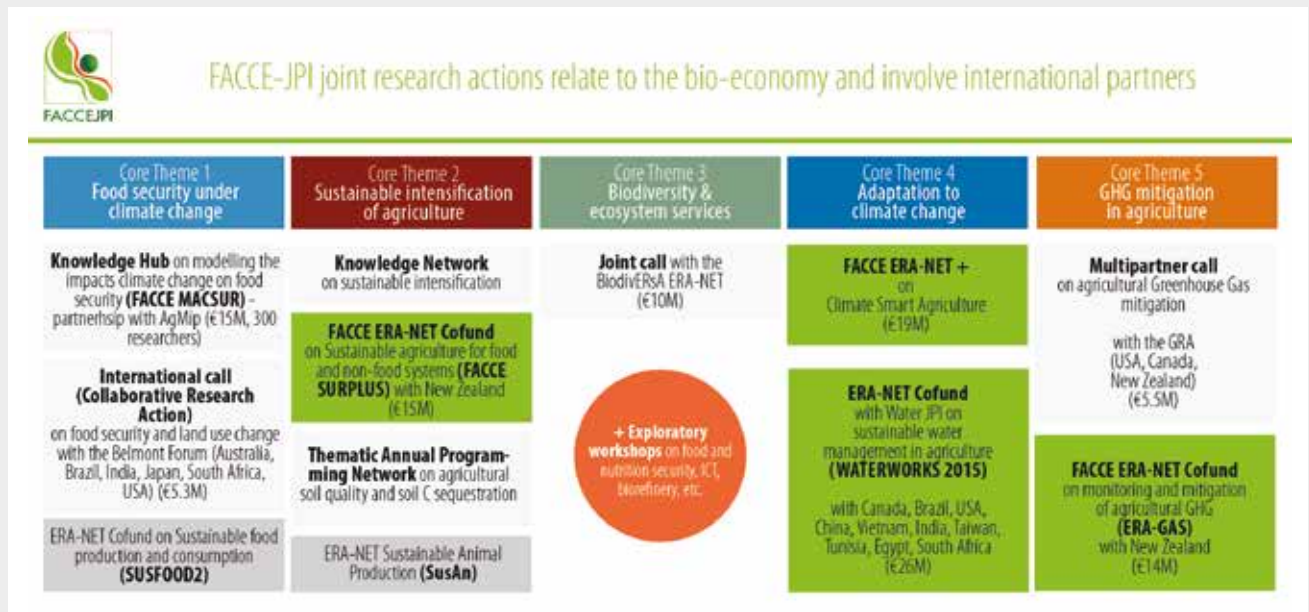 FACCE-JPI joint research actions relate to the bio-economy and involve international partners
FACCEJPI
Core Theme 1
Food security under
climate change
Knowledge Hub on modelling the
impacts climate change on food
security (FACCE MACSUR) -
partnerhsip with AgMip (€15M, 300
researchers)
International call
(Collaborative Research
Action)
on food security and land use change
with the Belmont Forum (Australia,
Brazil, India, Japan, South Africa,
USA) (€5.3M)
ERA-NET Cofund on Sustainable food
production and consumption
(SUSFOOD2)
Core Theme 2
Sustainable intensification
of agriculture
Knowledge Network
on sustainable intensification
FACCE ERA-NET Cofund
on Sustainable agriculture for food
and non-food systems (FACCE
SURPLUS) with New Zealand
(€15M)
Thematic Annual Program-
ming Network on agricultural
soil quality and soil C sequestration
ERA-NET Sustainable Animal
Production (SusAn)
Core Theme 3
Biodiversity &
ecosystem services
Joint call with the
BiodivERsA ERA-NET
(€10M)
+ Exploratory
workshops on food and
nutrition security, ICT,
biorefinery, etc.
Core Theme 4
Adaptation to
climate change
FACCE ERA-NET +
on
Climate Smart Agriculture
(€19M)
ERA-NET Cofund
with Water JPI on
sustainable water
management in agriculture
(WATERWORKS 2015)
with Canada, Brazil, USA,
China, Vietnam, India, Taiwan,
Tunisia, Egypt, South Africa
(€26M)
Core Theme 5
GHG mitigation
in agriculture
Multipartner call
on agricultural Greenhouse Gas
mitigation
with the GRA
(USA, Canada,
New Zealand)
(€5.5M)
FACCE ERA-NET Cofund
on monitoring and mitigation
of agricultural GHG
(ERA-GAS)
with New Zealand
(€14M)